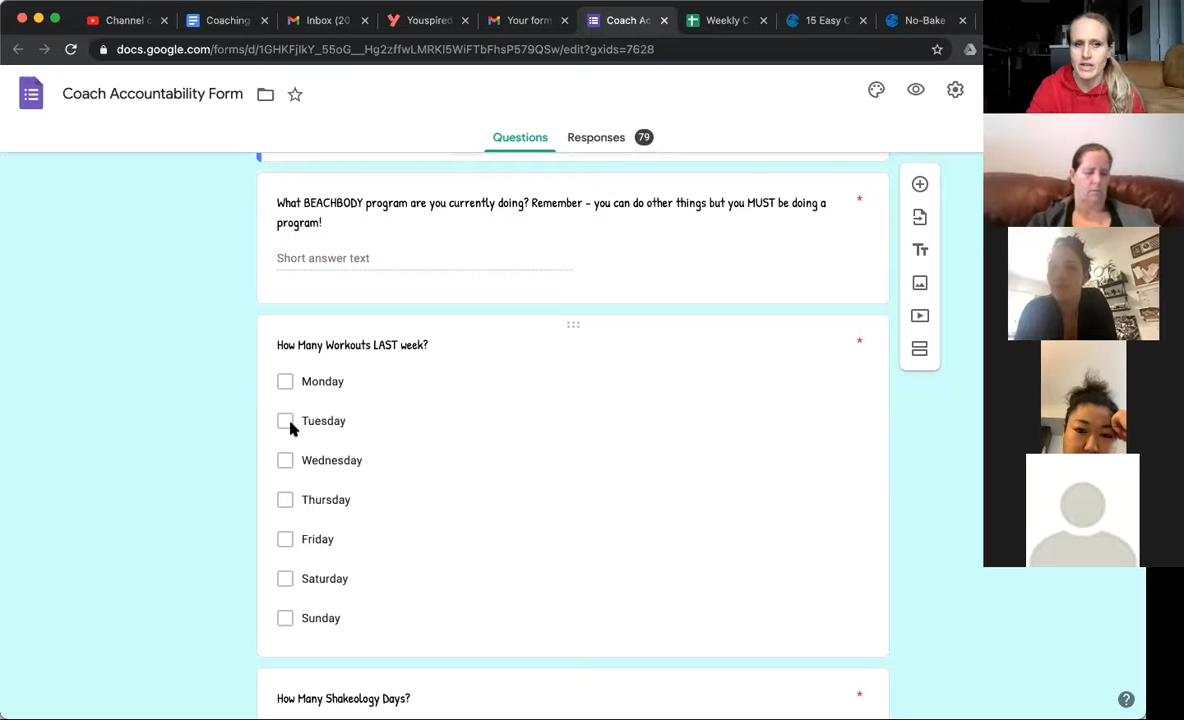 Channel c
Coaching
Inbox (20
Youspired
Your form
Coach Ac
Weekly C
15 Easy C
No-Bake
docs.google.com/forms/d/1GHKFjlkY_55oG__Hg2zffwLMRKl5WiFTbFhsP579QSw/edit?gxids=7628
Coach Accountability Form
Questions
Responses 79
What BEACHBODY program are you currently doing? Remember - you can do other things but you MUST be doing a
program!
*
Short answer text
How Many Workouts LAST week?
*
Monday
Tuesday
Wednesday
Thursday
Friday
Saturday
Sunday
How Many Shakeology Days?
*